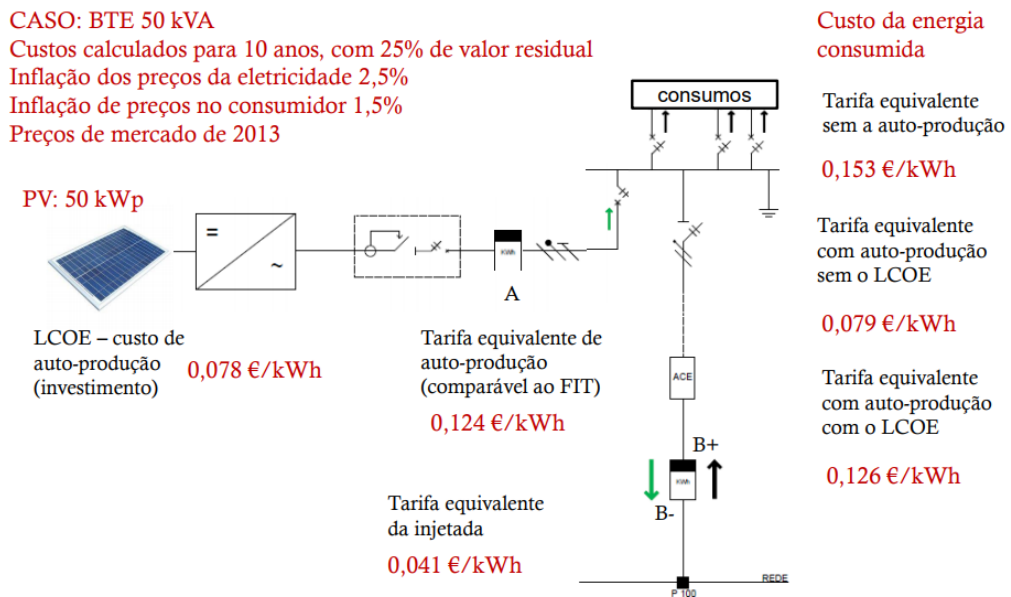 CASO: BTE 50 kVA
Custos calculados para 10 anos, com 25% de valor residual
Inflação dos preços da eletricidade 2,5%
Inflação de preços no consumidor 1,5%
Preços de mercado de 2013
Custo da energia
consumida
consumos
Tarifa equivalente
sem a auto-produção
0,153 €/kWh
PV: 50 kWp
=
~
KWh
A
Tarifa equivalente
com auto-produção
sem o LCOE
0,079 €/kWh
LCOE – custo de
auto-produção
(investimento)
0,078 €/kWh
Tarifa equivalente de
auto-produção
(comparável ao FIT)
0,124 €/kWh
ACE
Tarifa equivalente
com auto-produção
com o LCOE
0,126 €/kWh
B+
KWh
B-
Tarifa equivalente
da injetada
0,041 €/kWh
REDE
P 100